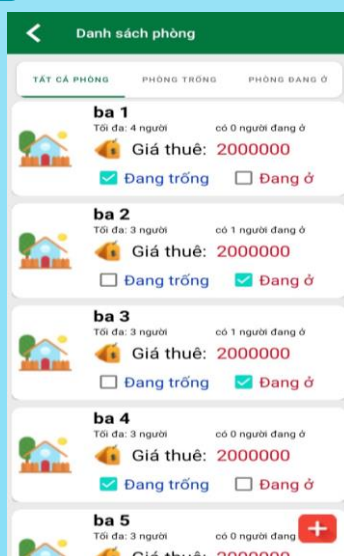 Danh sách phòng
TẤT CẢ PHÒNG PHÒNG TRỐNG PHÒNG ĐANG Ở
ba 1
Tối đa: 4 người có 0 người đang ở
Giá thuê: 2000000
Đang trống Đang ở
ba 2
Tối đa: 3 người có 1 người đang ở
Giá thuê: 2000000
Đang trống Đang ở
ba 3
Tối đa: 3 người có 1 người đang ở
Giá thuê: 2000000
Đang trống Đang ở
ba 4
Tối đa: 3 người có 0 người đang ở
Giá thuê: 2000000
Đang trống Đang ở
ba 5
Tối đa: 3 người có 0 người đang
Giá thuê: 2000000